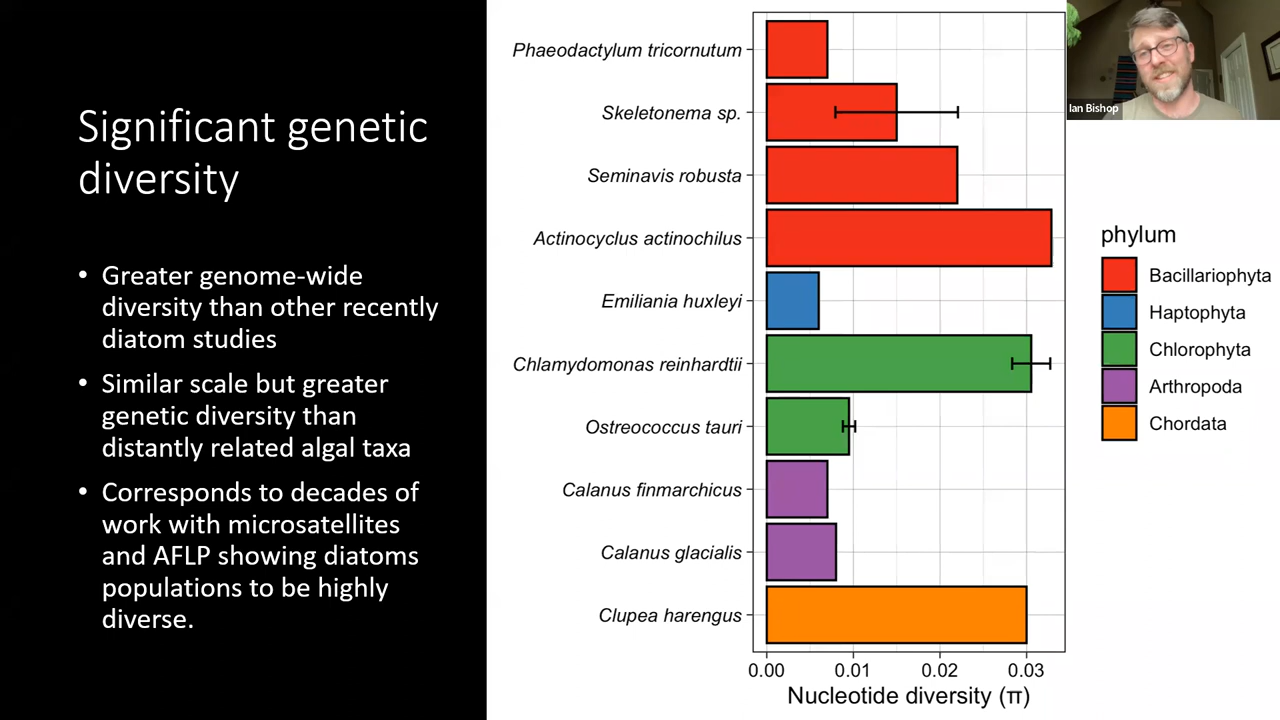 Significant genetic
diversity
• Greater genome-wide
diversity than other recently
diatom studies
• Similar scale but greater
genetic diversity than
distantly related algal taxa
• Corresponds to decades of
work with microsatellites
and AFLP showing diatoms
populations to be highly
diverse.
Phaeodactylum tricornutum
Skeletonema sp.
Seminavis robusta
Actinocyclus actinochilus
Emiliania huxleyi
Chlamydomonas reinhardtii
Ostreococcus tauri
Calanus finmarchicus
Calanus glacialis
Clupea harengus
0.00 0.01 0.02 0.03
Nucleotide diversity (π)
phylum
Bacillariophyta
Haptophyta
Chlorophyta
Arthropoda
Chordata
Ian Bishop